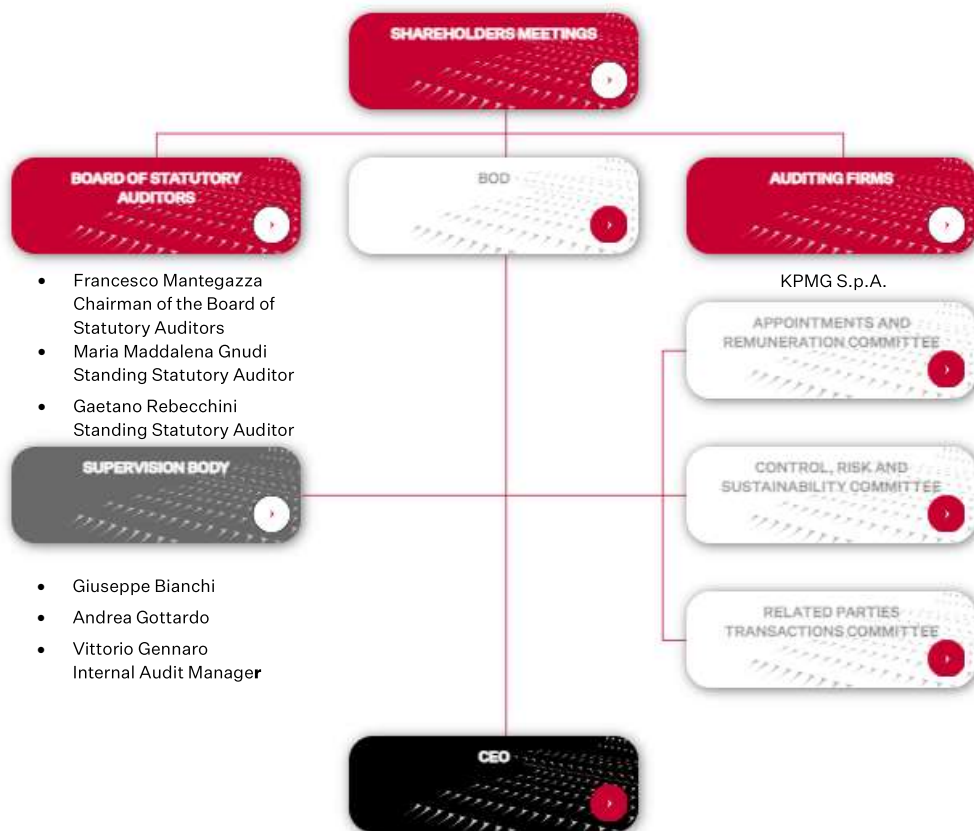 SHAREHOLDERS MEETINGS
BOARD OF STATUTORY
AUDITORS
BOD
AUDITING FIRMS
• Francesco Mantegazza
Chairman of the Board of
Statutory Auditors
• Maria Maddalena Gnudi
Standing Statutory Auditor
• Gaetano Rebecchini
Standing Statutory Auditor
KPMG S.p.A.
APPOINTMENTS AND
REMUNERATION COMMITTEE
SUPERVISION BODY
CONTROL, RISK AND
SUSTAINABILITY COMMITTEE
• Giuseppe Bianchi
• Andrea Gottardo
• Vittorio Gennaro
Internal Audit Manager
RELATED PARTIES
TRANSACTIONS COMMITTEE
CEO